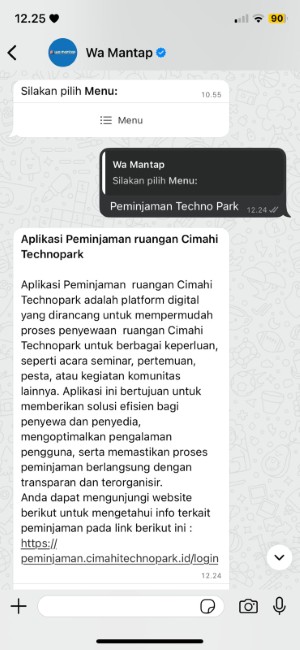 12.25
90
Wa Mantap
Silakan pilih Menu:
10.55
Menu
Wa Mantap
Silakan pilih Menu:
Peminjaman Techno Park
12.24
Aplikasi Peminjaman ruangan Cimahi
Technopark
Aplikasi Peminjaman  ruangan Cimahi
Technopark adalah platform digital
yang dirancang untuk mempermudah
proses penyewaan  ruangan Cimahi
Technopark untuk berbagai keperluan,
seperti acara seminar, pertemuan,
pesta, atau kegiatan komunitas
lainnya. Aplikasi ini bertujuan untuk
memberikan solusi efisien bagi
penyewa dan penyedia,
mengoptimalkan pengalaman
pengguna, serta memastikan proses
peminjaman berlangsung dengan
transparan dan terorganisir.
Anda dapat mengunjungi website
berikut untuk mengetahui info terkait
peminjaman pada link berikut ini :
https://
peminjaman.cimahitechnopark.id/login
12.24